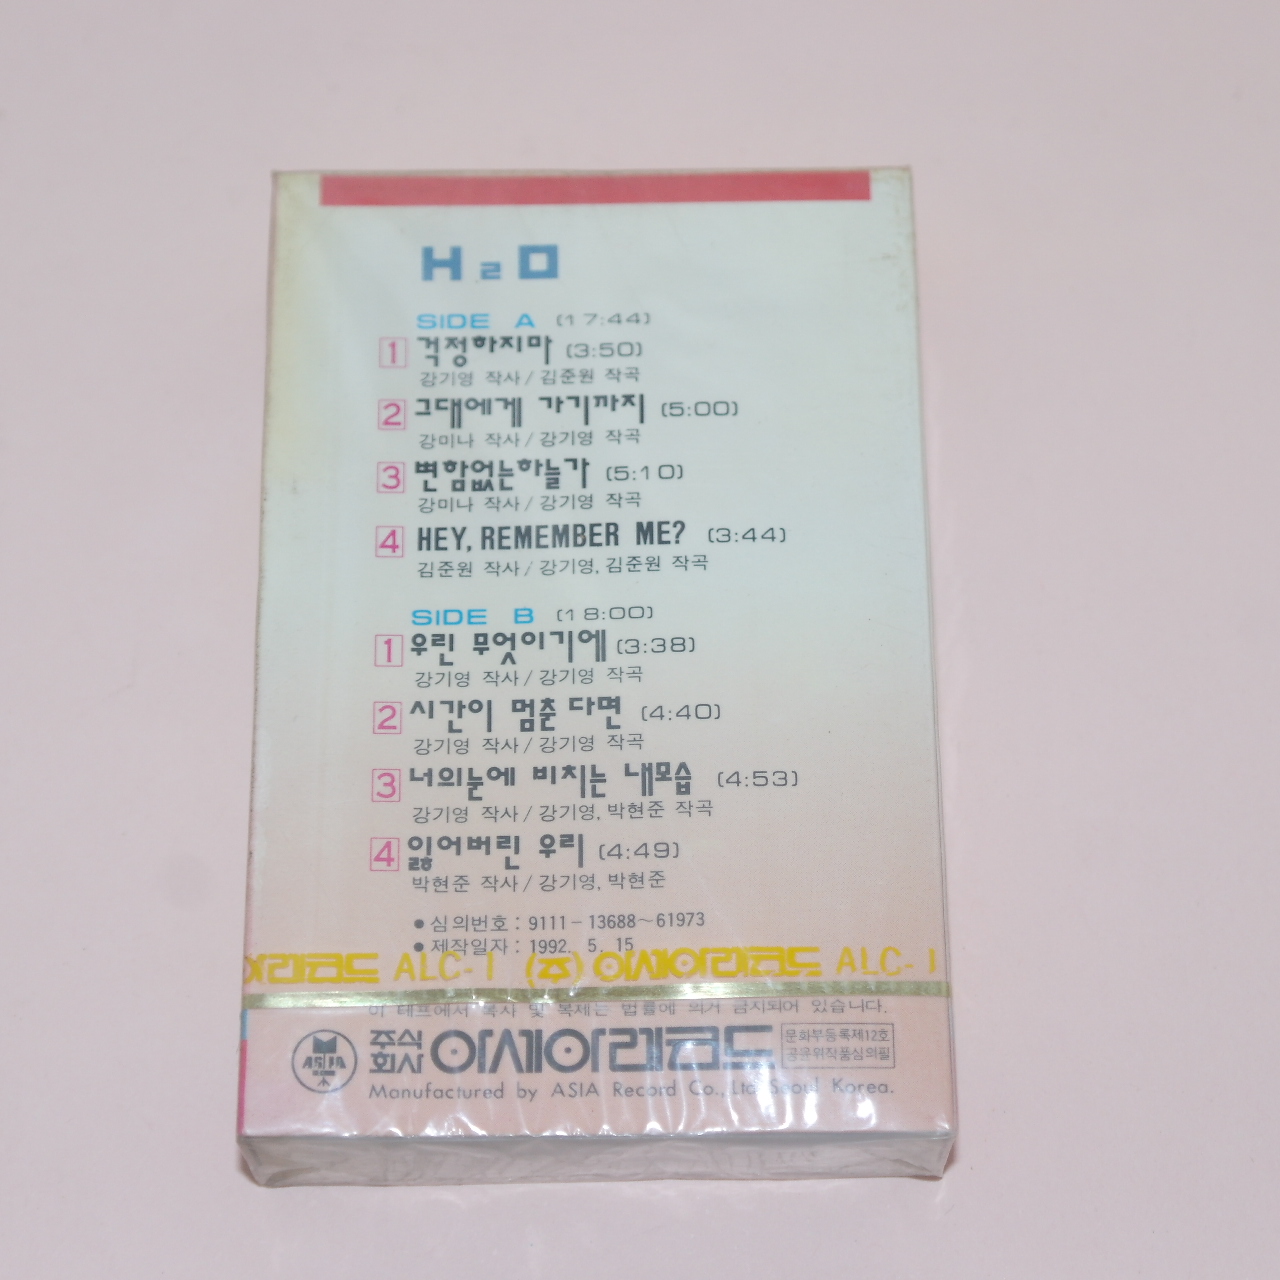 H2O
SIDE A (17:44)
1 걱정하지마 (3:50)
강기영 작사 / 김준원 작곡
2 그대에게 가기까지 (5:00)
강미나 작사 / 강기영 작곡
3 변함없는하늘가 (5:10)
강미나 작사 / 강기영 작곡
4 HEY, REMEMBER ME? (3:44)
김준원 작사 / 강기영, 김준원 작곡
SIDE B (18:00)
1 우린 무엇이기에 (3:38)
강기영 작사 / 강기영 작곡
2 시간이 멈춘 다면 (4:40)
강기영 작사 / 강기영 작곡
3 너의눈에 비치는 내모습 (4:53)
강기영 작사 / 강기영, 박현준 작곡
4 잃어버린 우리 (4:49)
박현준 작사 / 강기영, 박현준
● 심의번호 : 9111-13688~61973
● 제작일자 : 1992. 5. 15
레코드 ALC-1 (주) 아세아레코드 ALC-1
이 테프에서 복사 및 복제는 법률에 의거 금지되어 있습니다.
ASIA
주식회사 아세아레코드
문화부등록제12호
공윤위작품심의필
Manufactured by ASIA Record Co., Ltd Seoul Korea.